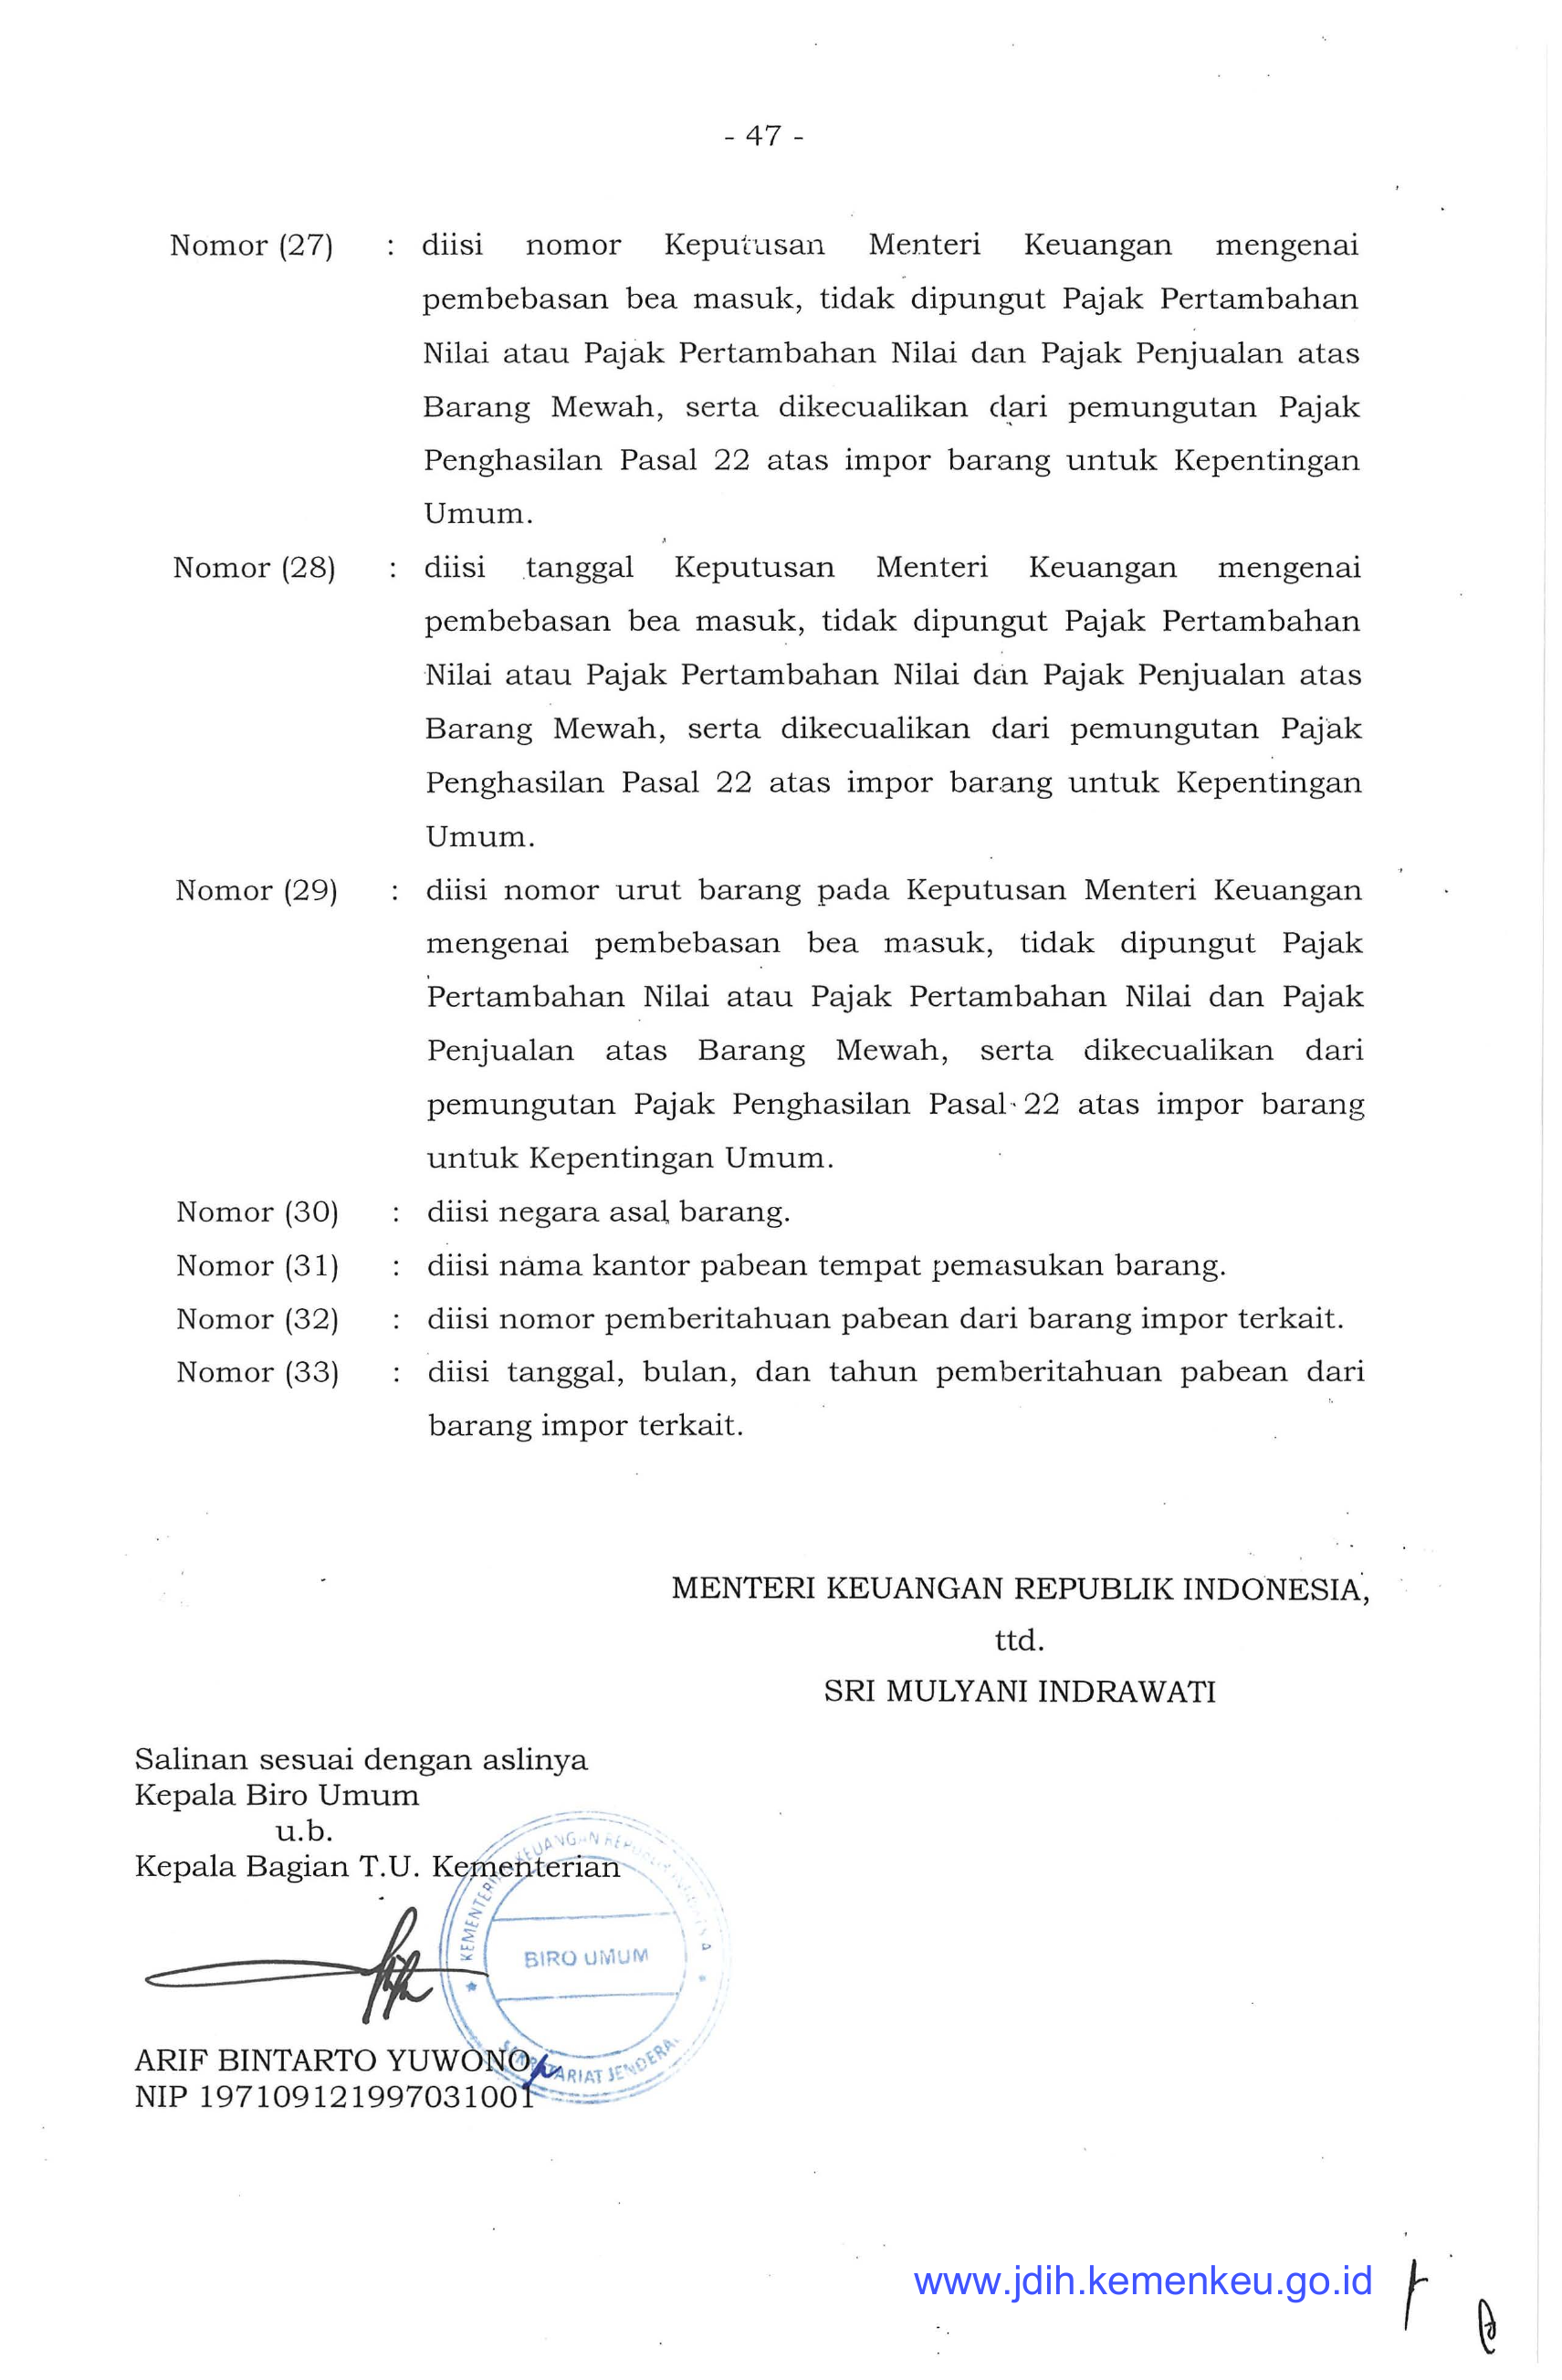 - 47 -
Nomor (27) : diisi nomor Keputusan Menteri Keuangan mengenai
pembebasan bea masuk, tidak dipungut Pajak Pertambahan
Nilai atau Pajak Pertambahan Nilai dan Pajak Penjualan atas
Barang Mewah, serta dikecualikan dari pemungutan Pajak
Penghasilan Pasal 22 atas impor barang untuk Kepentingan
Umum.
Nomor (28) : diisi tanggal Keputusan Menteri Keuangan mengenai
pembebasan bea masuk, tidak dipungut Pajak Pertambahan
Nilai atau Pajak Pertambahan Nilai dan Pajak Penjualan atas
Barang Mewah, serta dikecualikan dari pemungutan Pajak
Penghasilan Pasal 22 atas impor barang untuk Kepentingan
Umum.
Nomor (29) : diisi nomor urut barang pada Keputusan Menteri Keuangan
mengenai pembebasan bea masuk, tidak dipungut Pajak
Pertambahan Nilai atau Pajak Pertambahan Nilai dan Pajak
Penjualan atas Barang Mewah, serta dikecualikan dari
pemungutan Pajak Penghasilan Pasal 22 atas impor barang
untuk Kepentingan Umum.
Nomor (30) : diisi negara asal barang.
Nomor (31) : diisi nama kantor pabean tempat pemasukan barang.
Nomor (32) : diisi nomor pemberitahuan pabean dari barang impor terkait.
Nomor (33) : diisi tanggal, bulan, dan tahun pemberitahuan pabean dari
barang impor terkait.
MENTERI KEUANGAN REPUBLIK INDONESIA,
ttd.
SRI MULYANI INDRAWATI
Salinan sesuai dengan aslinya
Kepala Biro Umum
u.b.
Kepala Bagian T.U. Kementerian
KEMENTERIAN KEUANGAN REPUBLIK INDONESIA
BIRO UMUM
SEKRETARIAT JENDERAL
ARIF BINTARTO YUWONO
NIP 197109121997031001
www.jdih.kemenkeu.go.id